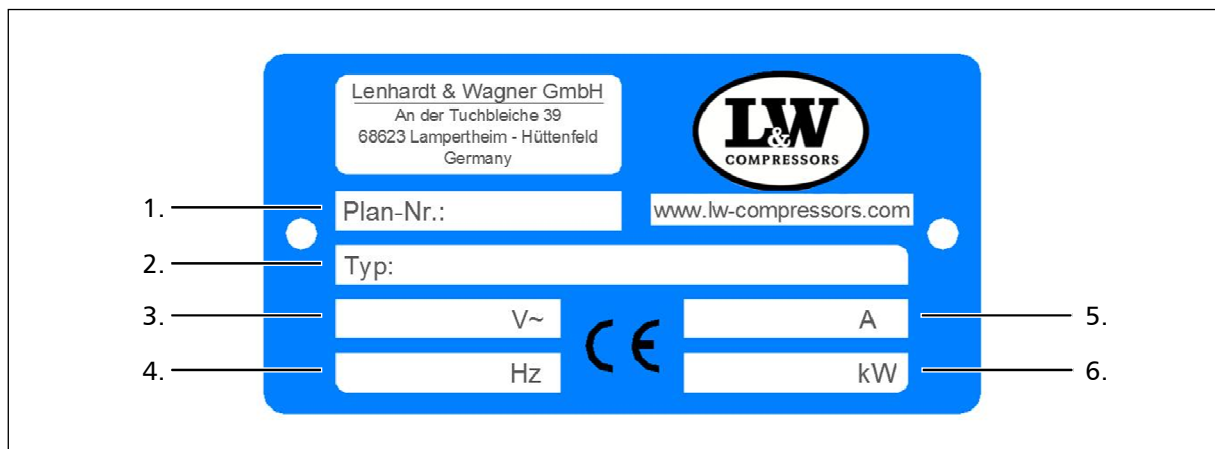 Lenhardt & Wagner GmbH
An der Tuchbleiche 39
68623 Lampertheim - Hüttenfeld
Germany
L&W
COMPRESSORS
1. Plan-Nr.: www.lw-compressors.com
2. Typ:
3. V~ A 5.
4. Hz kW 6.
CE